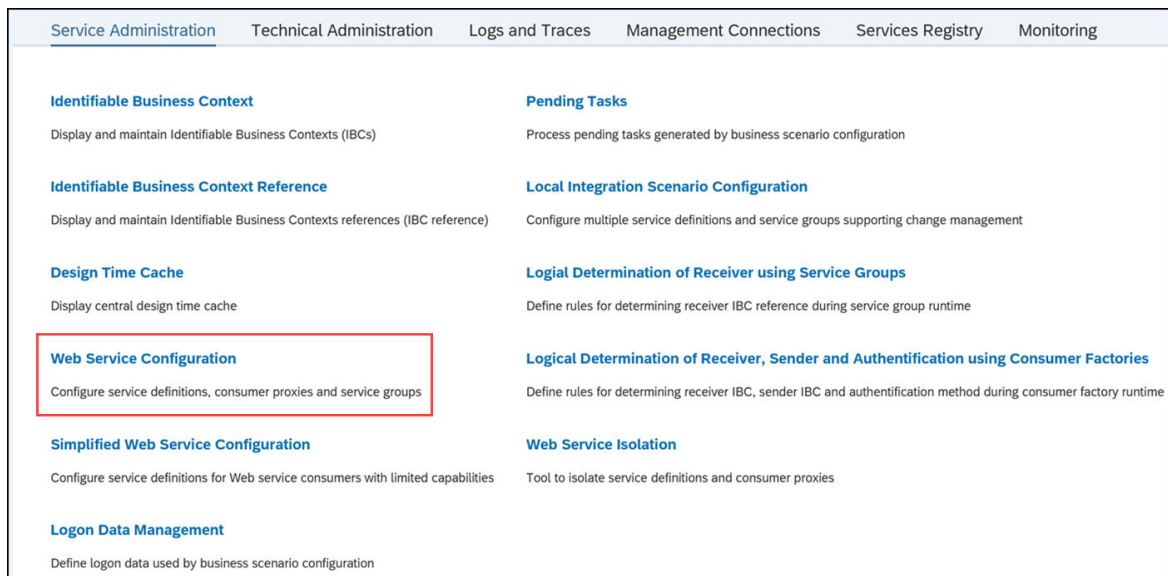 Service Administration Technical Administration Logs and Traces Management Connections Services Registry Monitoring
Identifiable Business Context
Display and maintain Identifiable Business Contexts (IBCs)
Identifiable Business Context Reference
Display and maintain Identifiable Business Contexts references (IBC reference)
Design Time Cache
Display central design time cache
Web Service Configuration
Configure service definitions, consumer proxies and service groups
Simplified Web Service Configuration
Configure service definitions for Web service consumers with limited capabilities
Logon Data Management
Define logon data used by business scenario configuration
Pending Tasks
Process pending tasks generated by business scenario configuration
Local Integration Scenario Configuration
Configure multiple service definitions and service groups supporting change management
Logial Determination of Receiver using Service Groups
Define rules for determining receiver IBC reference during service group runtime
Logical Determination of Receiver, Sender and Authentification using Consumer Factories
Define rules for determining receiver IBC, sender IBC and authentification method during consumer factory runtime
Web Service Isolation
Tool to isolate service definitions and consumer proxies